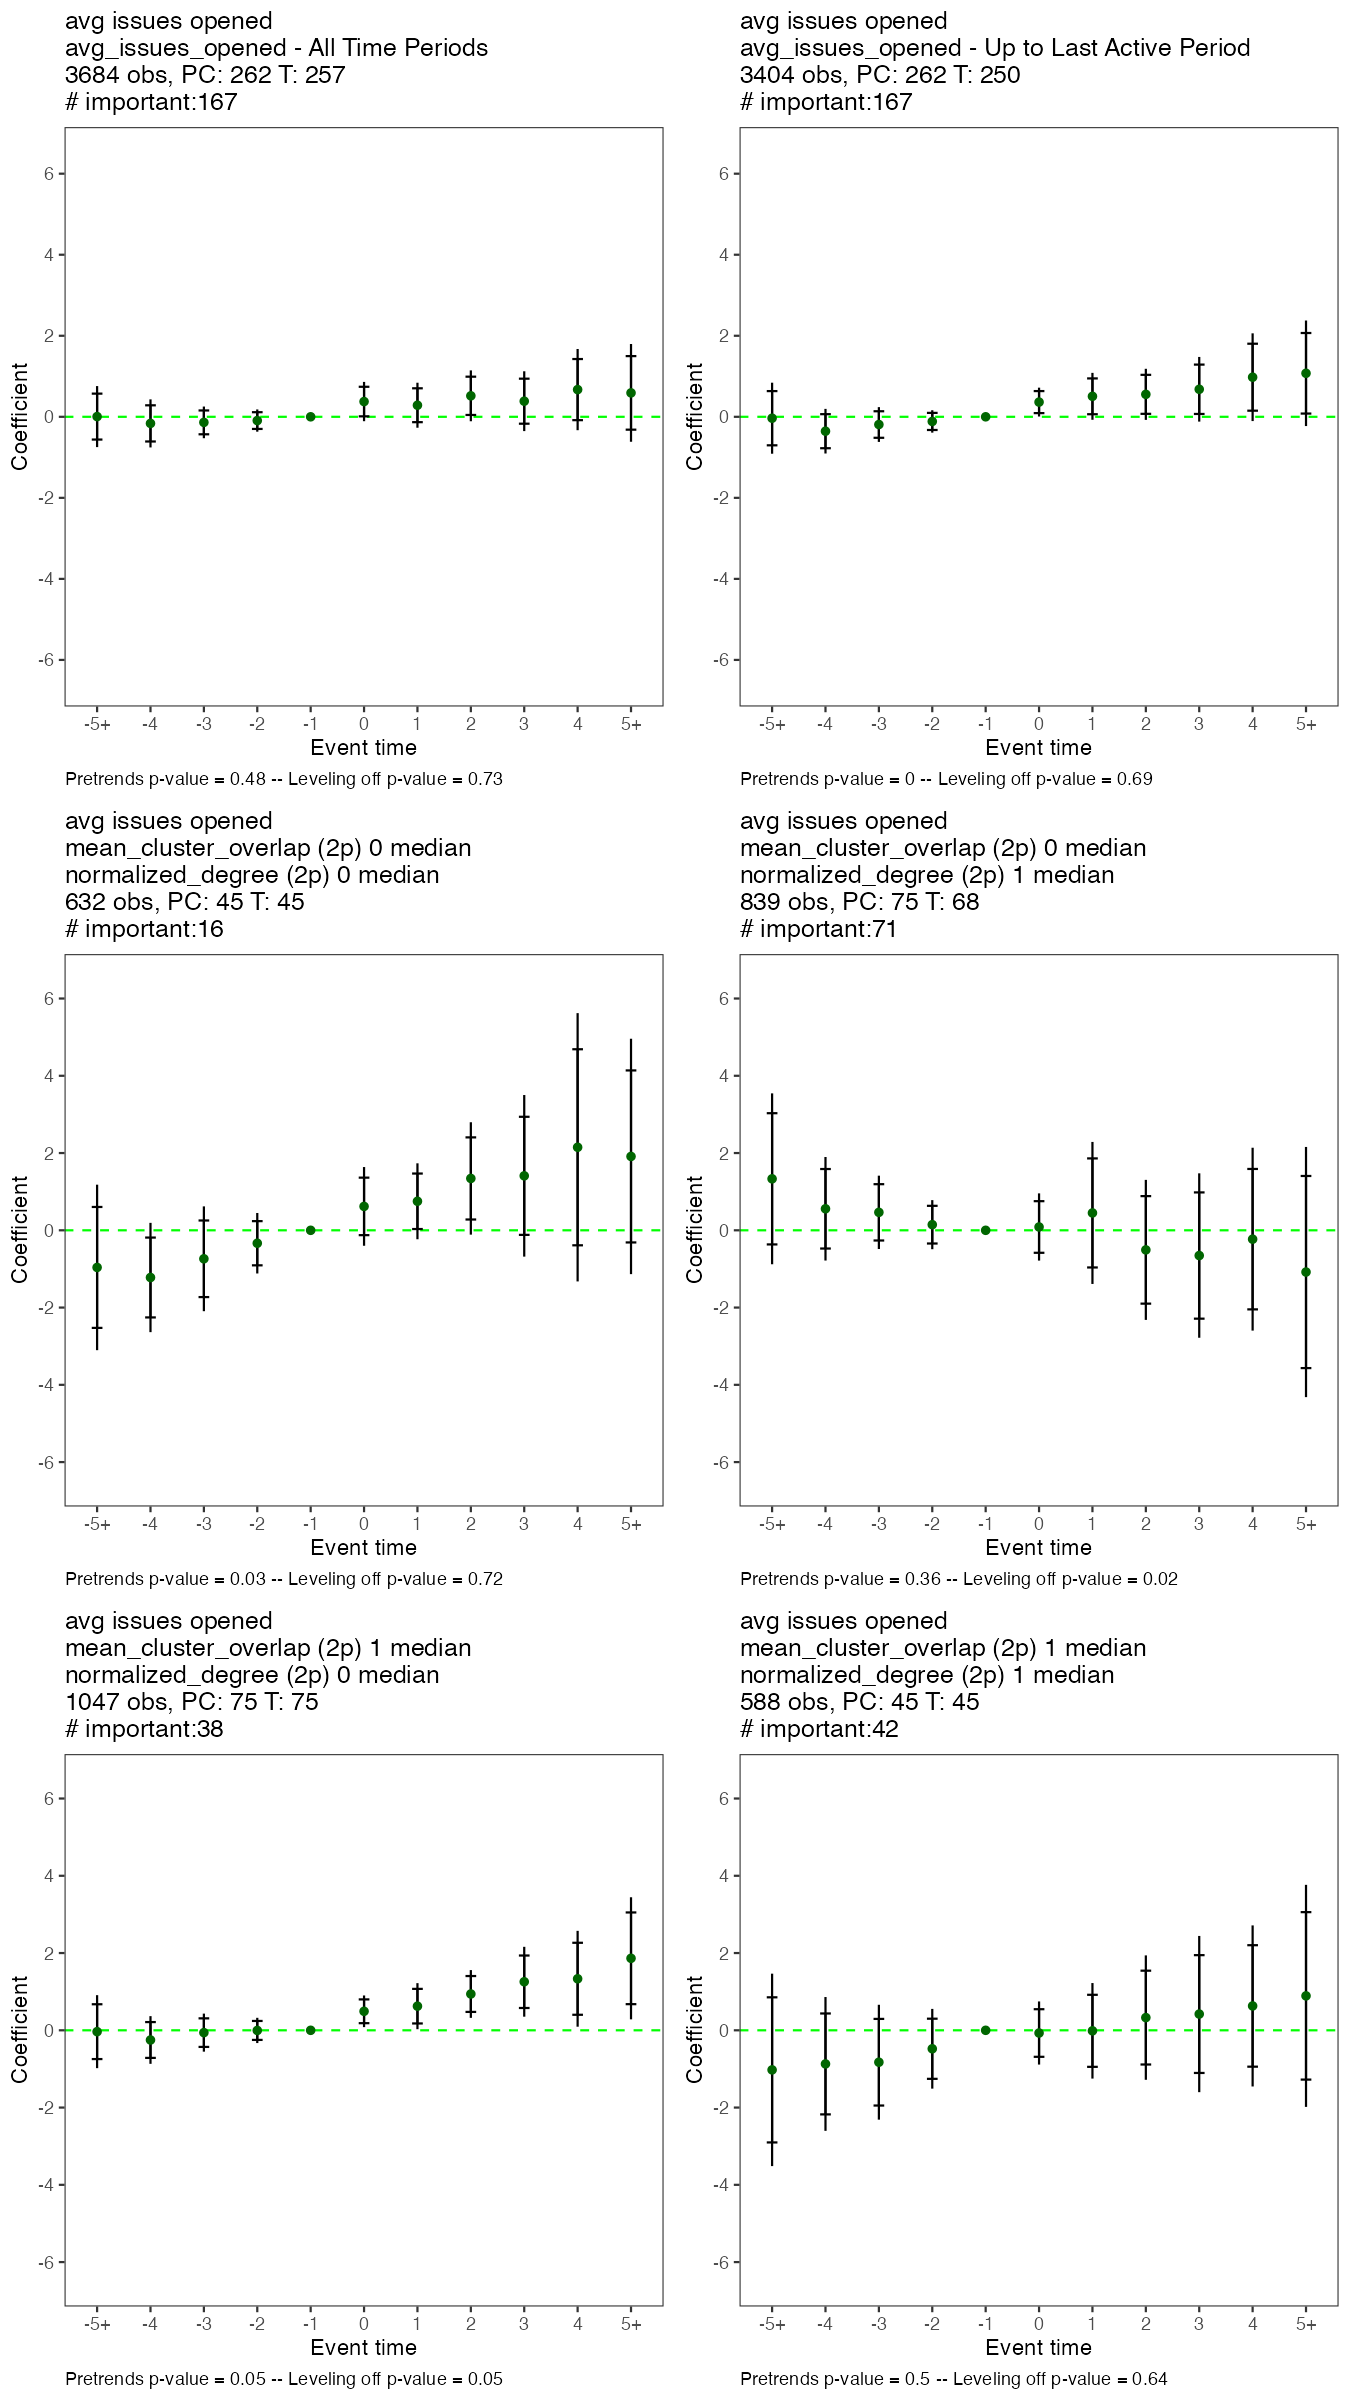 avg issues opened
avg_issues_opened - All Time Periods
3684 obs, PC: 262 T: 257
# important:167
6
4
2
0
-2
-4
-6
Coefficient
-5+ -4 -3 -2 -1 0 1 2 3 4 5+
Event time
Pretrends p-value = 0.48 -- Leveling off p-value = 0.73
avg issues opened
avg_issues_opened - Up to Last Active Period
3404 obs, PC: 262 T: 250
# important:167
6
4
2
0
-2
-4
-6
Coefficient
-5+ -4 -3 -2 -1 0 1 2 3 4 5+
Event time
Pretrends p-value = 0 -- Leveling off p-value = 0.69
avg issues opened
mean_cluster_overlap (2p) 0 median
normalized_degree (2p) 0 median
632 obs, PC: 45 T: 45
# important:16
6
4
2
0
-2
-4
-6
Coefficient
-5+ -4 -3 -2 -1 0 1 2 3 4 5+
Event time
Pretrends p-value = 0.03 -- Leveling off p-value = 0.72
avg issues opened
mean_cluster_overlap (2p) 0 median
normalized_degree (2p) 1 median
839 obs, PC: 75 T: 68
# important:71
6
4
2
0
-2
-4
-6
Coefficient
-5+ -4 -3 -2 -1 0 1 2 3 4 5+
Event time
Pretrends p-value = 0.36 -- Leveling off p-value = 0.02
avg issues opened
mean_cluster_overlap (2p) 1 median
normalized_degree (2p) 0 median
1047 obs, PC: 75 T: 75
# important:38
6
4
2
0
-2
-4
-6
Coefficient
-5+ -4 -3 -2 -1 0 1 2 3 4 5+
Event time
Pretrends p-value = 0.05 -- Leveling off p-value = 0.05
avg issues opened
mean_cluster_overlap (2p) 1 median
normalized_degree (2p) 1 median
588 obs, PC: 45 T: 45
# important:42
6
4
2
0
-2
-4
-6
Coefficient
-5+ -4 -3 -2 -1 0 1 2 3 4 5+
Event time
Pretrends p-value = 0.5 -- Leveling off p-value = 0.64